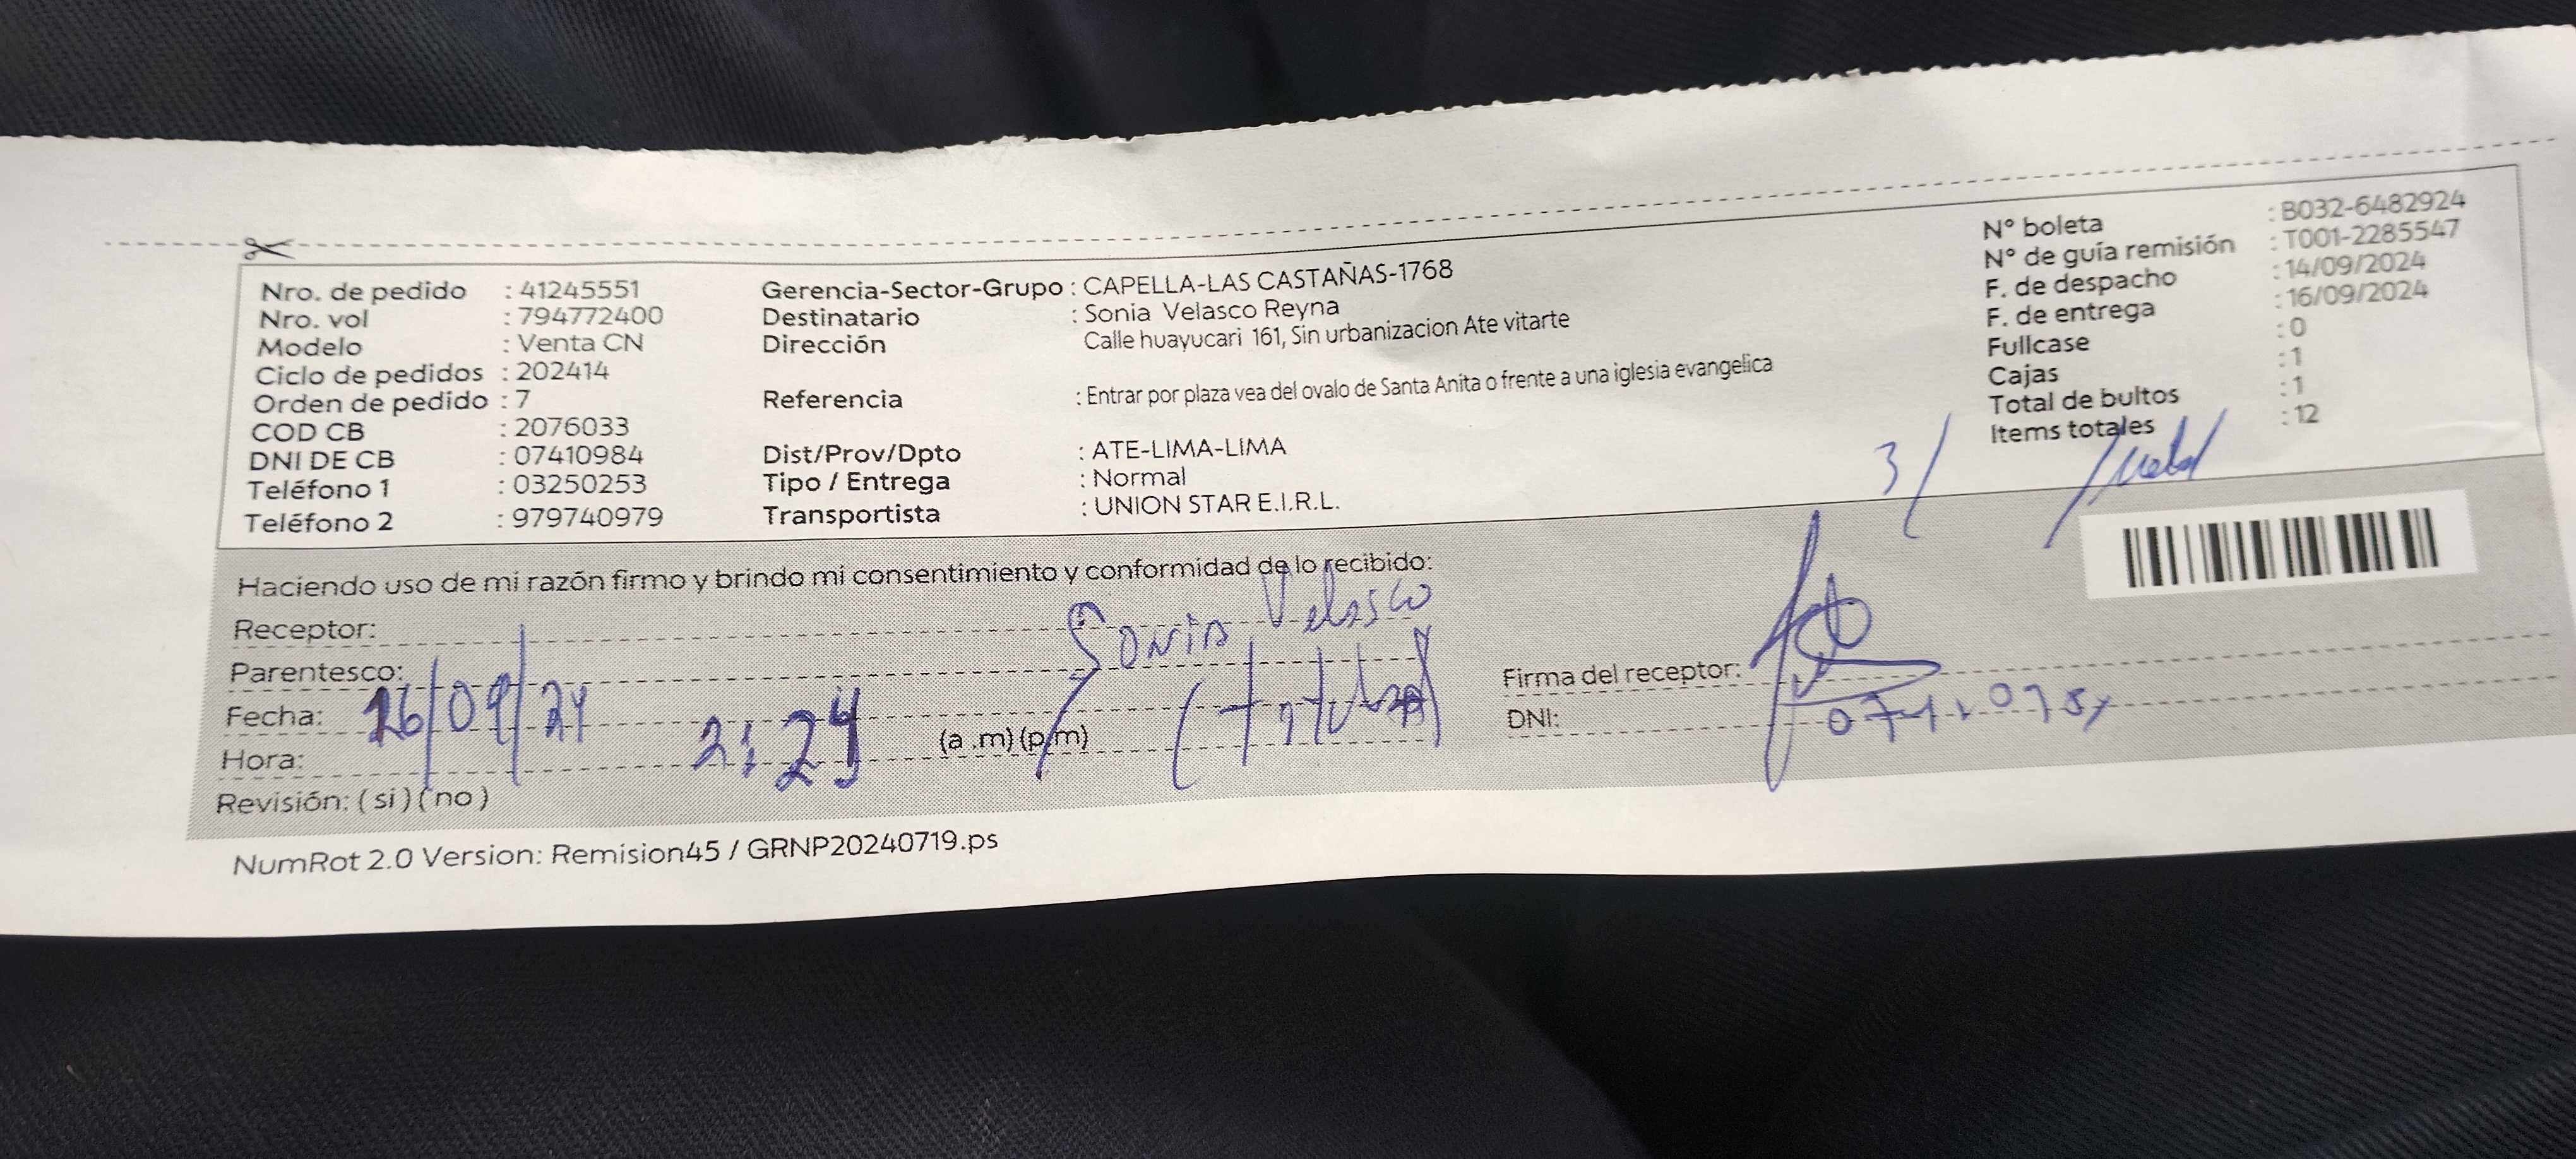 Nro. de pedido : 41245551
Nro. vol : 794772400
Modelo : Venta CN
Ciclo de pedidos : 202414
Orden de pedido : 7
COD CB : 2076033
DNI DE CB : 07410984
Teléfono 1 : 03250253
Teléfono 2 : 979740979
Gerencia-Sector-Grupo : CAPELLA-LAS CASTAÑAS-1768
Destinatario : Sonia Velasco Reyna
Dirección Calle huayucari 161, Sin urbanizacion Ate vitarte
Referencia : Entrar por plaza vea del ovalo de Santa Anita o frente a una iglesia evangelica
Dist/Prov/Dpto : ATE-LIMA-LIMA
Tipo / Entrega : Normal
Transportista : UNION STAR E.I.R.L.
N° boleta : B032-6482924
N° de guía remisión : T001-2285547
F. de despacho : 14/09/2024
F. de entrega : 16/09/2024
Fullcase : 0
Cajas : 1
Total de bultos : 1
Items totales : 12
3/
Haciendo uso de mi razón firmo y brindo mi consentimiento y conformidad de lo recibido:
Receptor: Sonia Velasco
Parentesco:
Fecha: 16/09/24
Hora: 2:24 (a .m) (p.m)
Revisión: ( si ) ( no )
Firma del receptor:
DNI:
NumRot 2.0 Version: Remision45 / GRNP20240719.ps